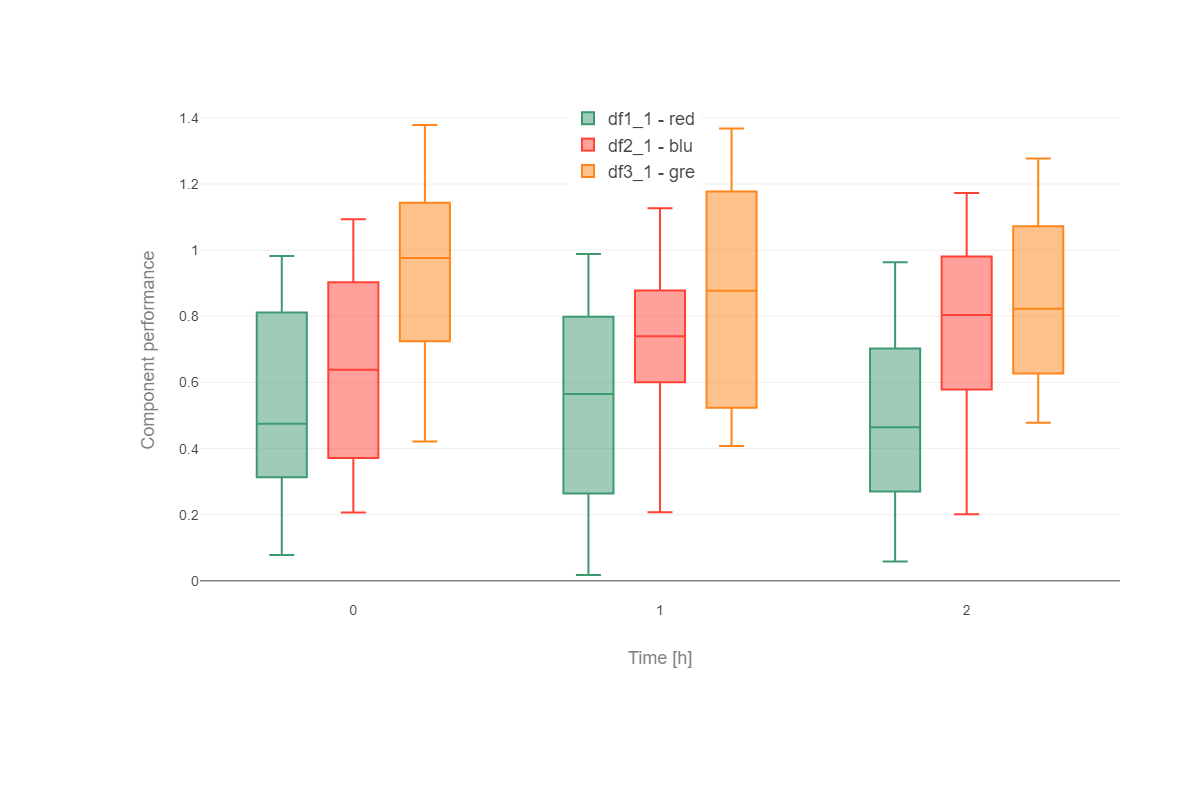 df1_1 - red
df2_1 - blu
df3_1 - gre
Component performance
1.4
1.2
1
0.8
0.6
0.4
0.2
0
0
1
2
Time [h]